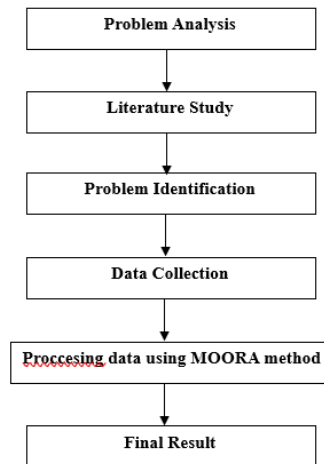 Problem Analysis
Literature Study
Problem Identification
Data Collection
Proccesing data using MOORA method
Final Result